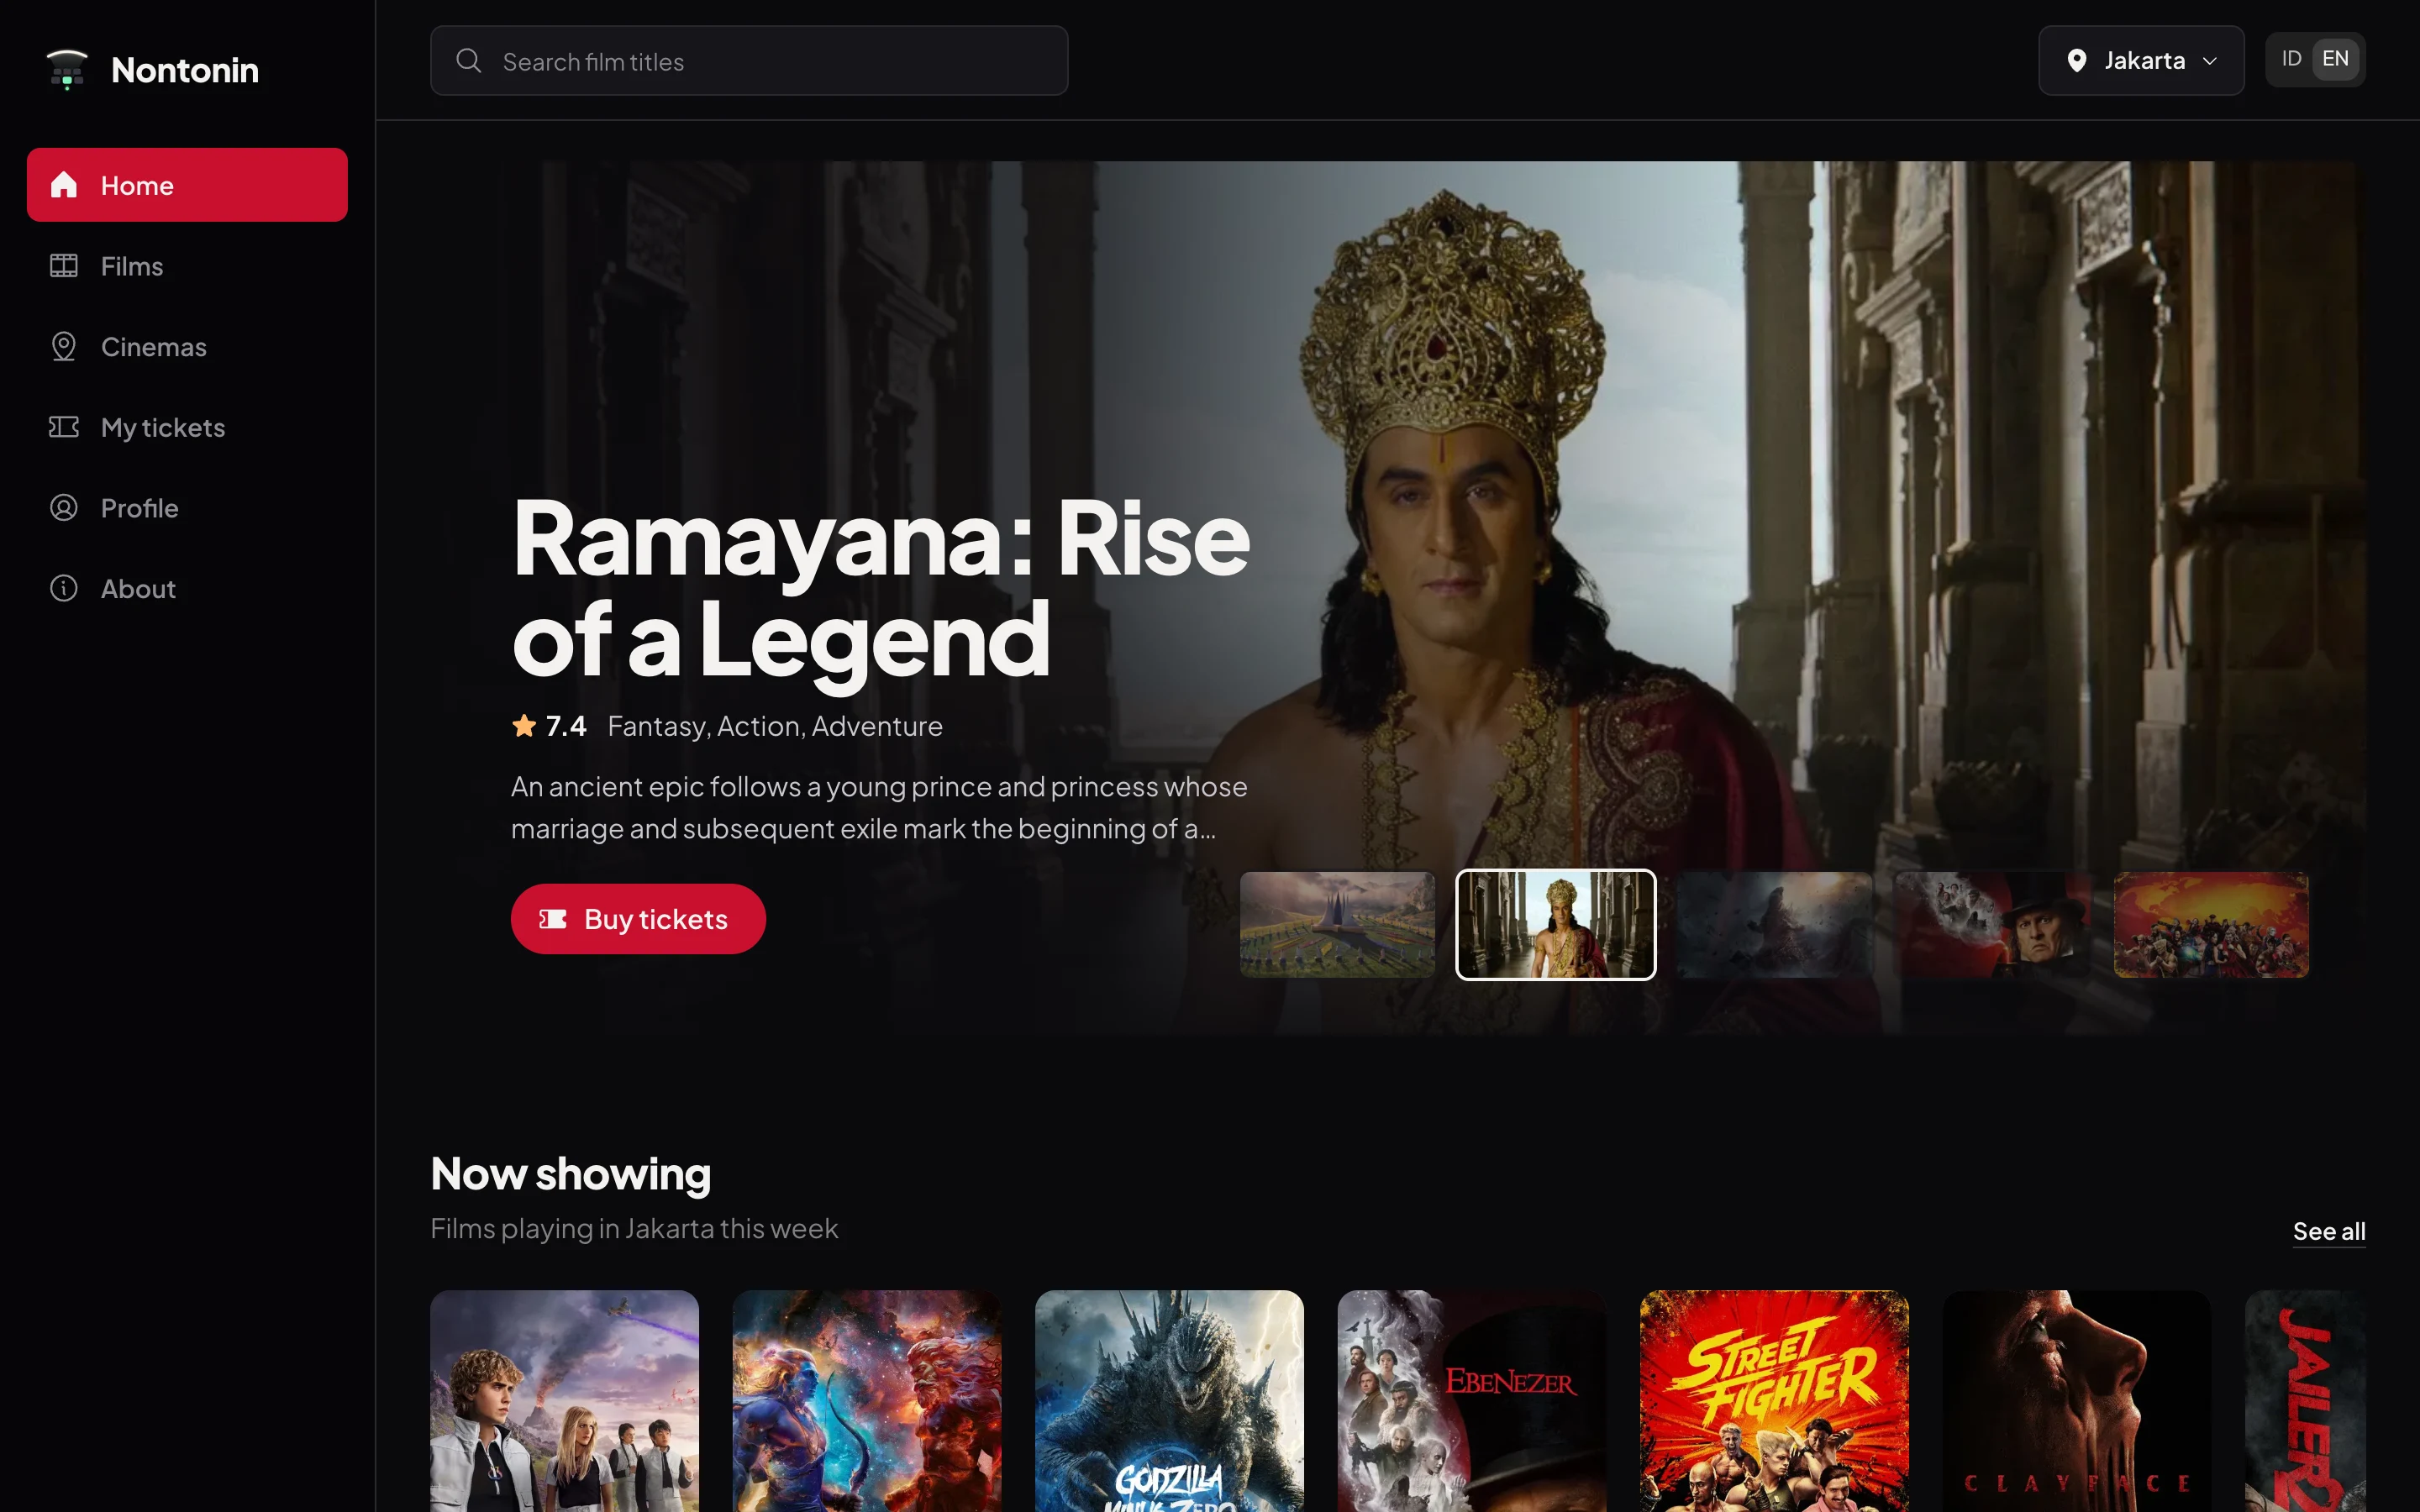 Nontonin
Search film titles
Jakarta
ID EN
Home
Films
Cinemas
My tickets
Profile
About
Ramayana: Rise
of a Legend
7.4 Fantasy, Action, Adventure
An ancient epic follows a young prince and princess whose
marriage and subsequent exile mark the beginning of a...
Buy tickets
Now showing
Films playing in Jakarta this week
See all
GODZILLA
MINUS ZERO
EBENEZER
STREET
FIGHTER
CLAYFACE
JAILER2